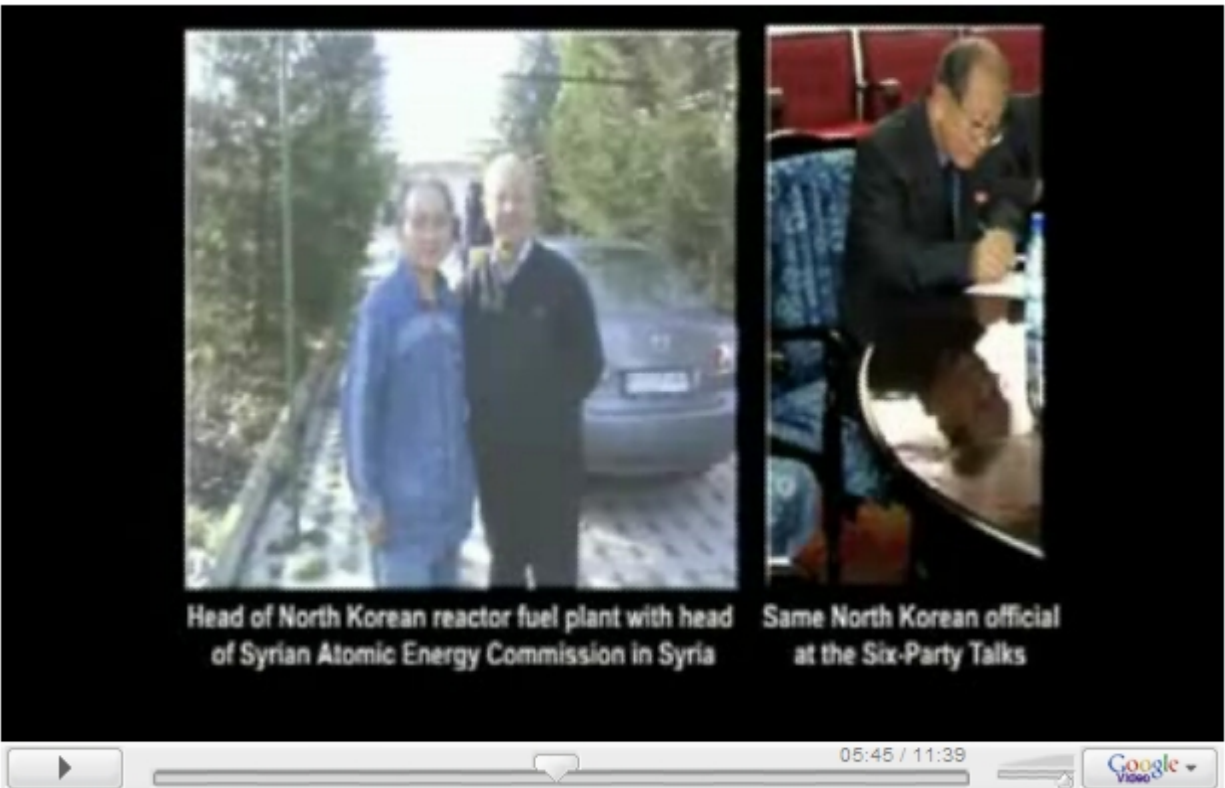 Head of North Korean reactor fuel plant with head
of Syrian Atomic Energy Commission in Syria
Same North Korean official
at the Six-Party Talks
05:45 / 11:39
Google
Video